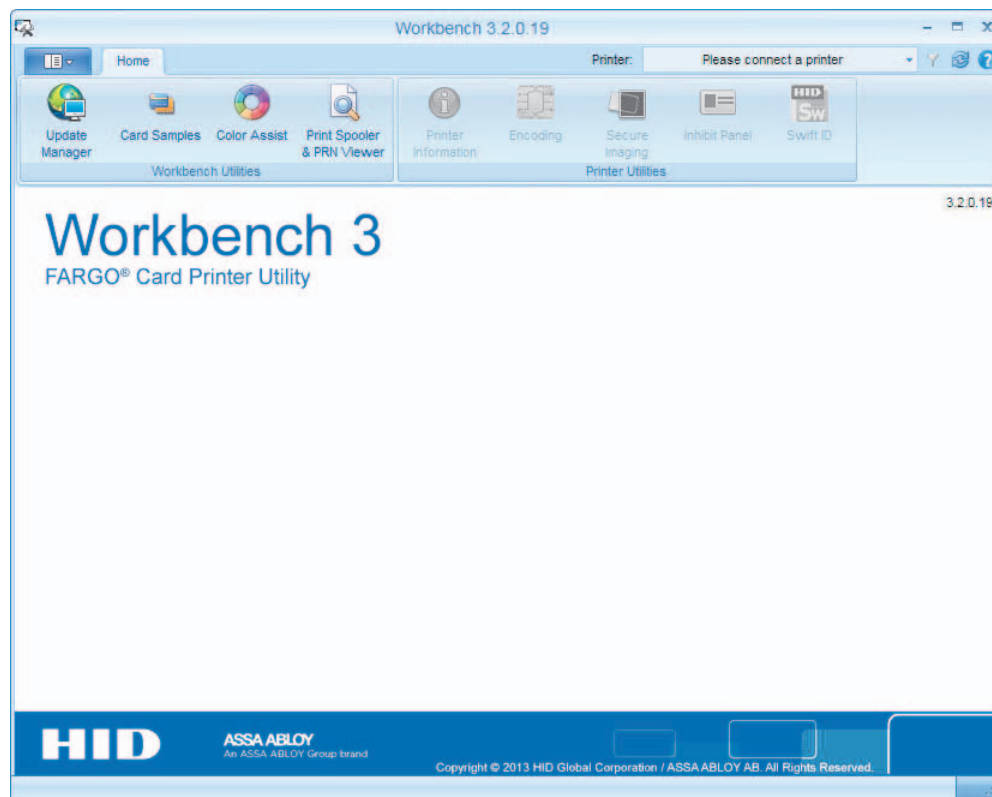 Workbench 3.2.0.19
Home
Printer: Please connect a printer
Update Manager
Card Samples
Color Assist
Print Spooler & PRN Viewer
Printer Information
Encoding
Secure Imaging
Inhibit Panel
HID
Sw
Swift ID
Workbench Utilities
Printer Utilities
3.2.0.19
Workbench 3
FARGO® Card Printer Utility
HID
ASSA ABLOY
An ASSA ABLOY Group brand
Copyright © 2013 HID Global Corporation / ASSA ABLOY AB. All Rights Reserved.